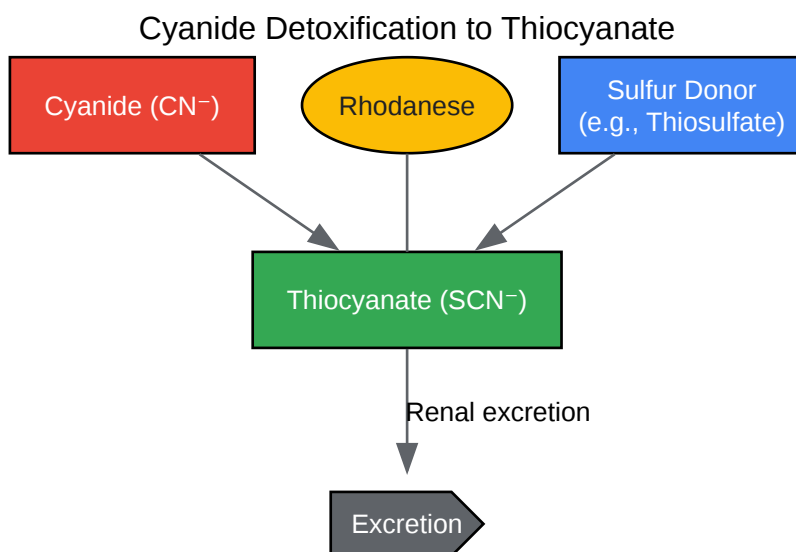 Cyanide Detoxification to Thiocyanate
Cyanide (CN⁻)
Rhodanese
Sulfur Donor
(e.g., Thiosulfate)
Thiocyanate (SCN⁻)
Renal excretion
Excretion